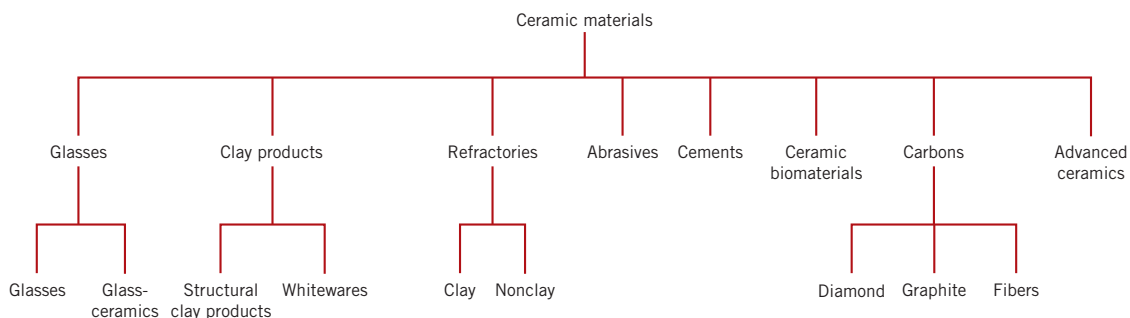 Ceramic materials
Glasses
Clay products
Refractories
Abrasives
Cements
Ceramic
biomaterials
Carbons
Advanced
ceramics
Glasses
Glass-
ceramics
Structural
clay products
Whitewares
Clay
Nonclay
Diamond
Graphite
Fibers